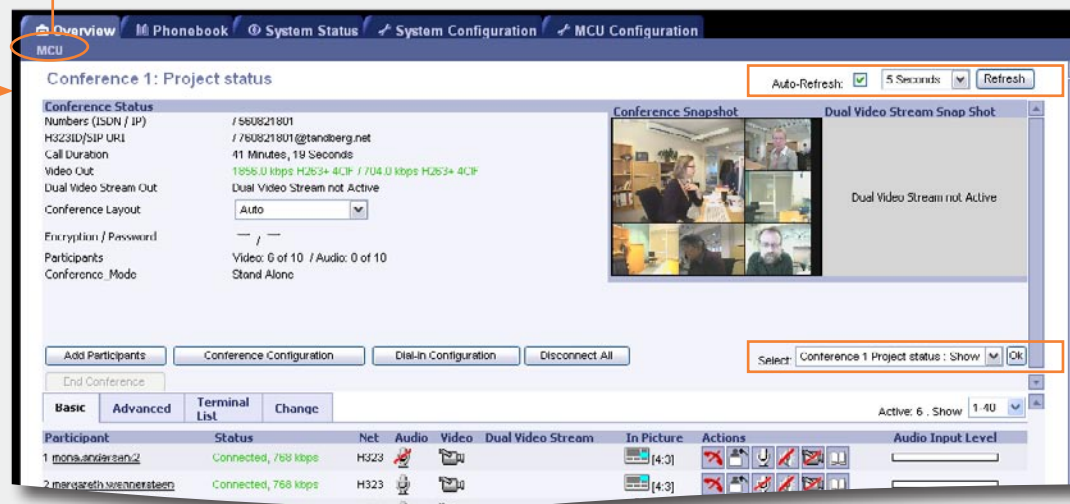 Overview Phonebook System Status System Configuration MCU Configuration
MCU
Conference 1: Project status
Auto-Refresh: 5 Seconds Refresh
Conference Status
Numbers (ISDN / IP) / 560821801
H323ID/SIP URI / 760821801@tandberg.net
Call Duration 41 Minutes, 19 Seconds
Video Out 1856.0 kbps H263+ 4CIF / 704.0 kbps H263+ 4CIF
Dual Video Stream Out Dual Video Stream not Active
Conference Layout Auto
Encryption / Password — / —
Participants Video: 6 of 10 / Audio: 0 of 10
Conference_Mode Stand Alone
Conference Snapshot Dual Video Stream Snap Shot
Dual Video Stream not Active
Add Participants Conference Configuration Dial-in Configuration Disconnect All
Select: Conference 1 Project status : Show Ok
End Conference
Basic Advanced Terminal List Change
Active: 6 . Show 1-40
Participant Status Net Audio Video Dual Video Stream In Picture Actions Audio Input Level
1 mona.andersen.2 Connected, 768 kbps H323 [4:3]
2 margareth.wennersteen Connected, 768 kbps H323 [4:3]